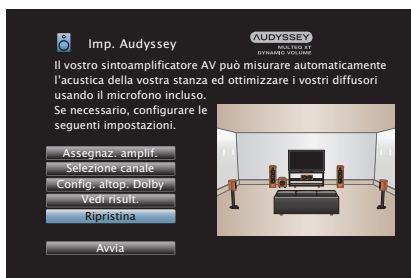 Imp. Audyssey
AUDYSSEY
MULTEQ XT
DYNAMIC VOLUME
Il vostro sintoamplificatore AV può misurare automaticamente
l'acustica della vostra stanza ed ottimizzare i vostri diffusori
usando il microfono incluso.
Se necessario, configurare le
seguenti impostazioni.
Assegnaz. amplif.
Selezione canale
Config. altop. Dolby
Vedi risult.
Ripristina
Avvia